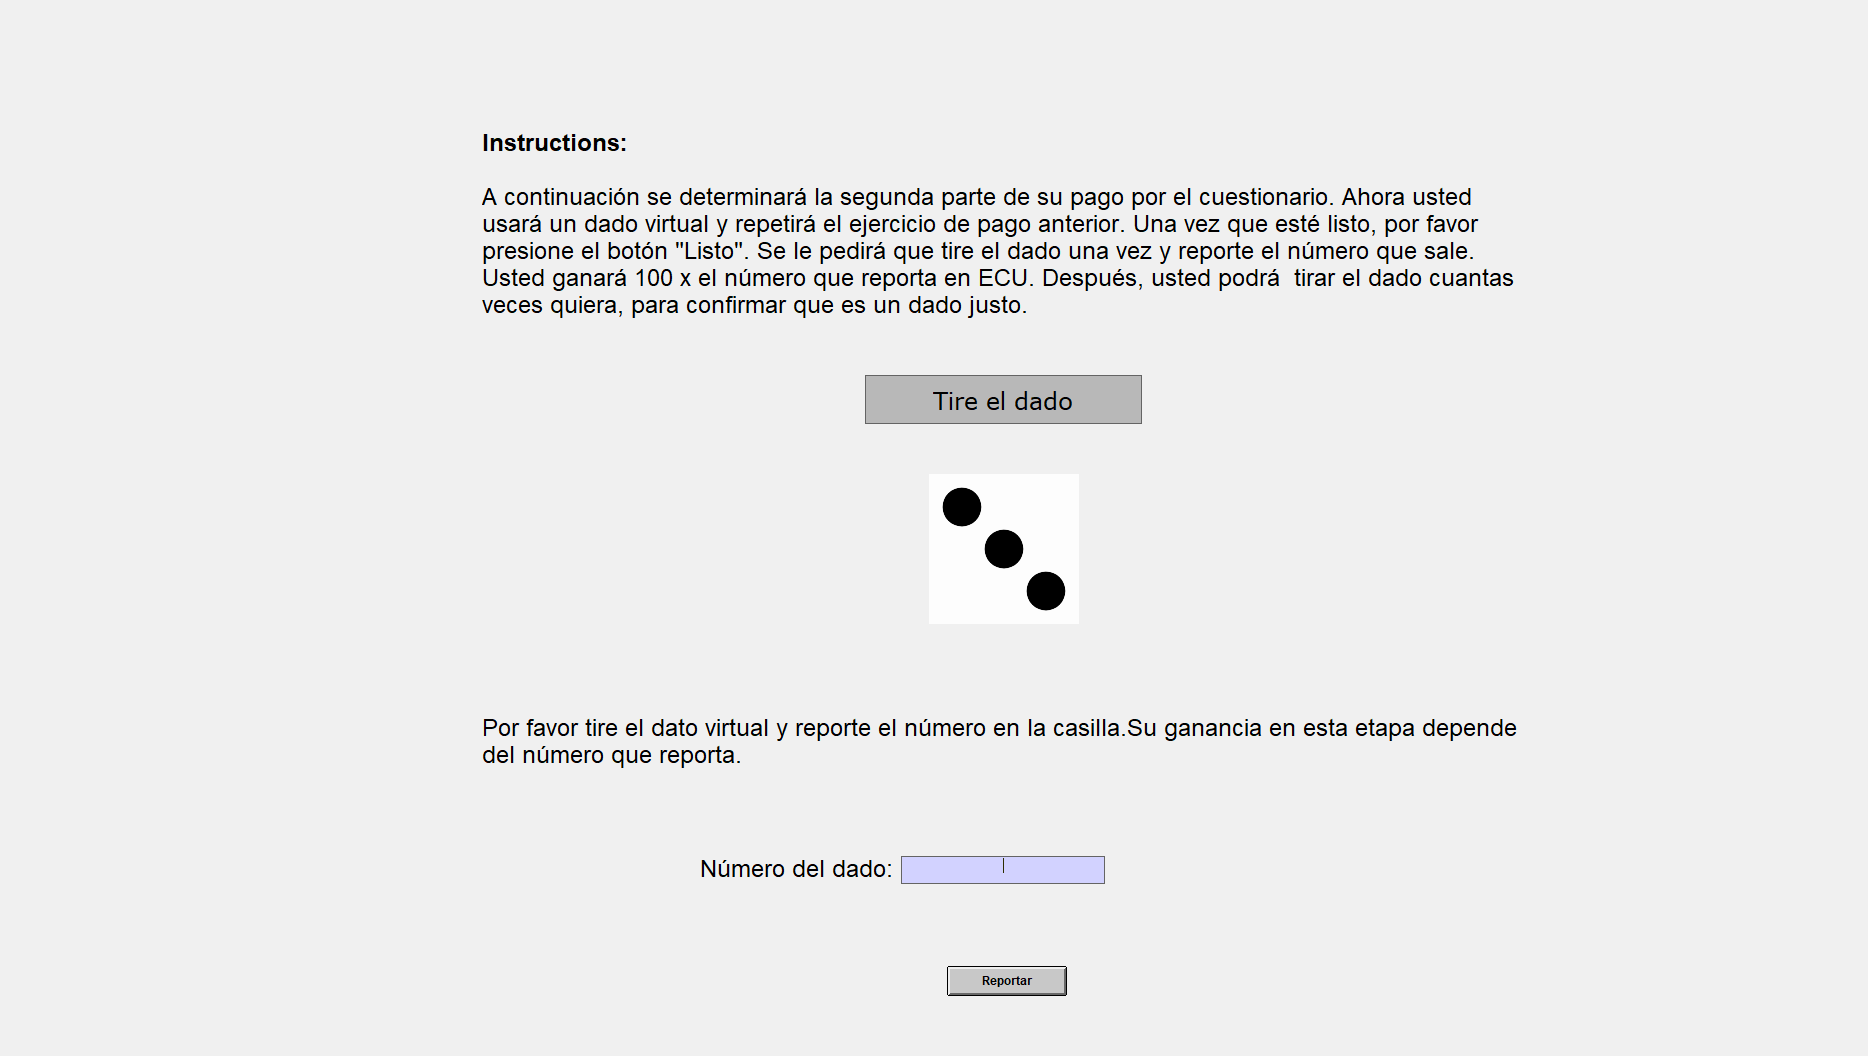 Instructions:
A continuación se determinará la segunda parte de su pago por el cuestionario. Ahora usted
usará un dado virtual y repetirá el ejercicio de pago anterior. Una vez que esté listo, por favor
presione el botón "Listo". Se le pedirá que tire el dado una vez y reporte el número que sale.
Usted ganará 100 x el número que reporta en ECU. Después, usted podrá  tirar el dado cuantas
veces quiera, para confirmar que es un dado justo.
Tire el dado
Por favor tire el dato virtual y reporte el número en la casilla.Su ganancia en esta etapa depende
del número que reporta.
Número del dado:
Reportar